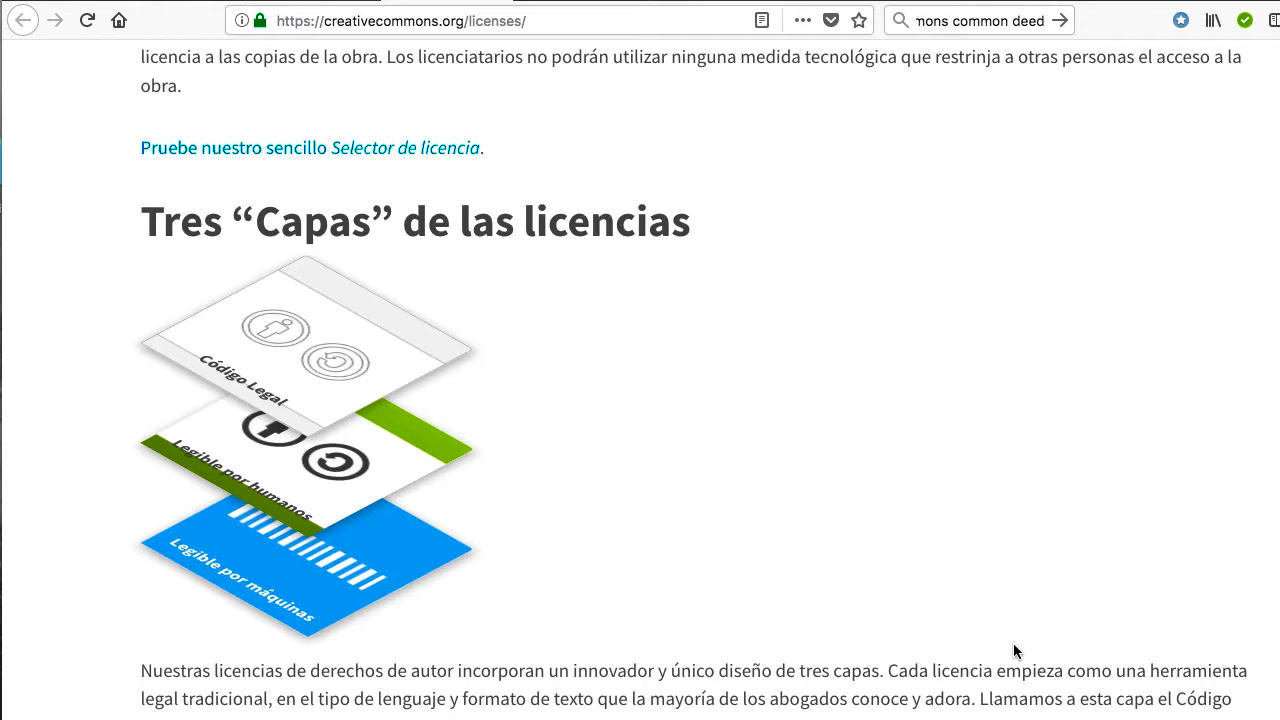 https://creativecommons.org/licenses/
mons common deed
licencia a las copias de la obra. Los licenciatarios no podrán utilizar ninguna medida tecnológica que restrinja a otras personas el acceso a la
obra.
Pruebe nuestro sencillo Selector de licencia.
Tres “Capas” de las licencias
Código Legal
Legible por humanos
Legible por máquinas
Nuestras licencias de derechos de autor incorporan un innovador y único diseño de tres capas. Cada licencia empieza como una herramienta
legal tradicional, en el tipo de lenguaje y formato de texto que la mayoría de los abogados conoce y adora. Llamamos a esta capa el Código